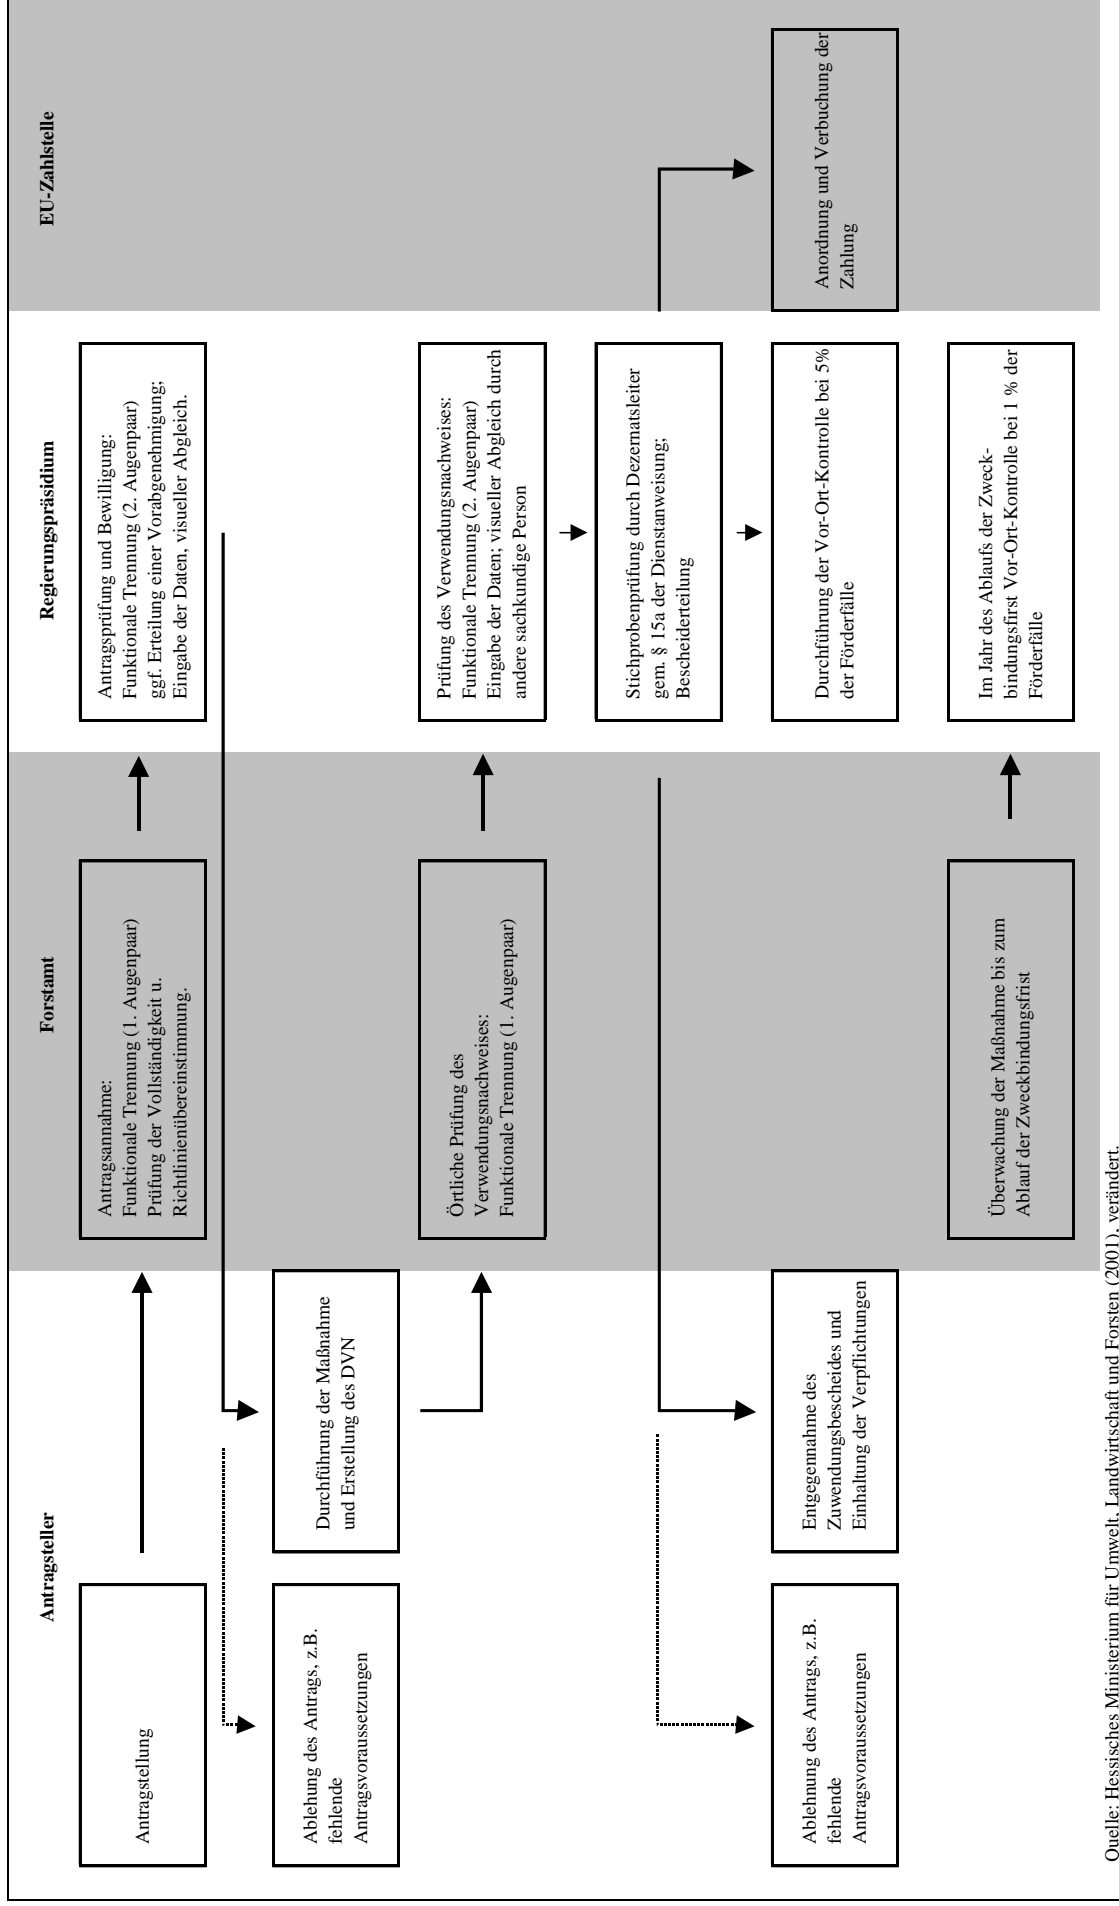 Antragsteller
Forstamt
Regierungspräsidium
EU-Zahlstelle
Antragstellung
Antragsannahme:
Funktionale Trennung (1. Augenpaar)
Prüfung der Vollständigkeit u.
Richtlinienübereinstimmung.
Antragsprüfung und Bewilligung:
Funktionale Trennung (2. Augenpaar)
ggf. Erteilung einer Vorabgenehmigung;
Eingabe der Daten, visueller Abgleich.
Ablehung des Antrags, z.B.
fehlende
Antragsvoraussetzungen
Durchführung der Maßnahme
und Erstellung des DVN
Örtliche Prüfung des
Verwendungsnachweises:
Funktionale Trennung (1. Augenpaar)
Prüfung des Verwendungsnachweises:
Funktionale Trennung (2. Augenpaar)
Eingabe der Daten; visueller Abgleich durch
andere sachkundige Person
Stichprobenprüfung durch Dezernatsleiter
gem. § 15a der Dienstanweisung;
Bescheiderteilung
Ablehnung des Antrags, z.B.
fehlende
Antragsvoraussetzungen
Entgegennahme des
Zuwendungsbescheides und
Einhaltung der Verpflichtungen
Durchführung der Vor-Ort-Kontrolle bei 5%
der Förderfälle
Anordnung und Verbuchung der
Zahlung
Überwachung der Maßnahme bis zum
Ablauf der Zweckbindungsfrist
Im Jahr des Ablaufs der Zweck-
bindungsfirst Vor-Ort-Kontrolle bei 1 % der
Förderfälle
Quelle: Hessisches Ministerium für Umwelt, Landwirtschaft und Forsten (2001), verändert.